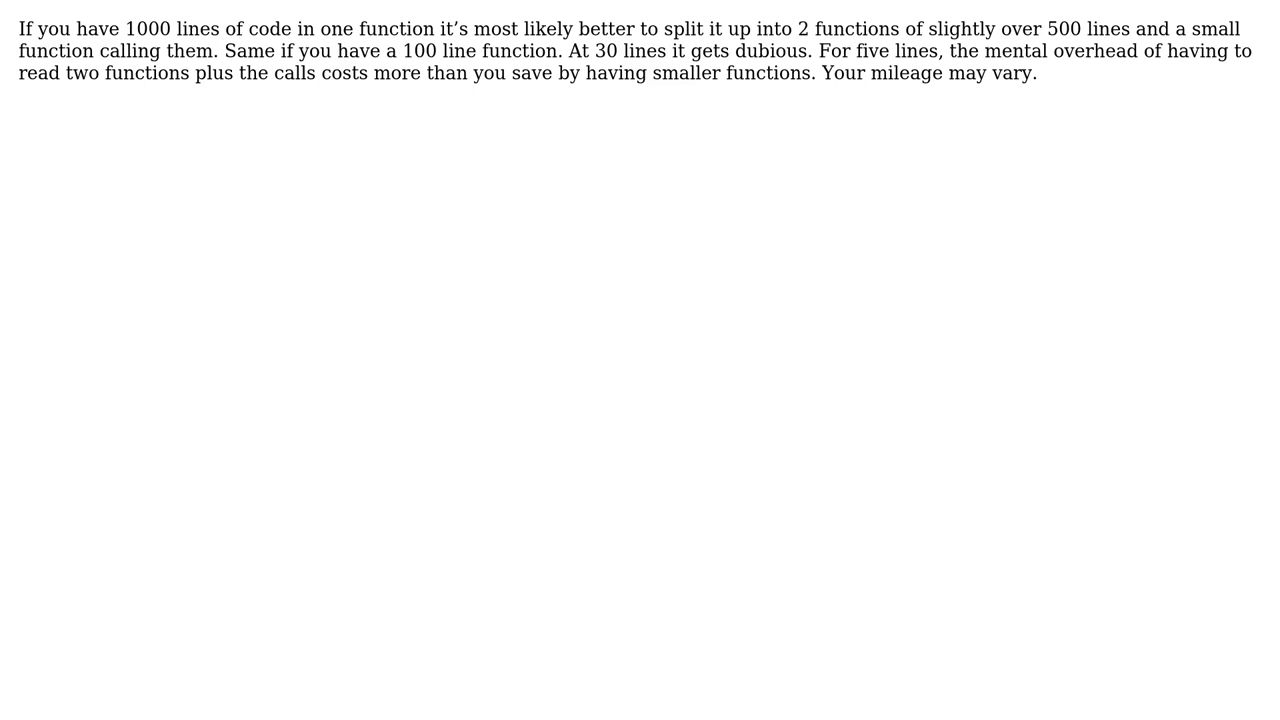 If you have 1000 lines of code in one function it’s most likely better to split it up into 2 functions of slightly over 500 lines and a small
function calling them. Same if you have a 100 line function. At 30 lines it gets dubious. For five lines, the mental overhead of having to
read two functions plus the calls costs more than you save by having smaller functions. Your mileage may vary.